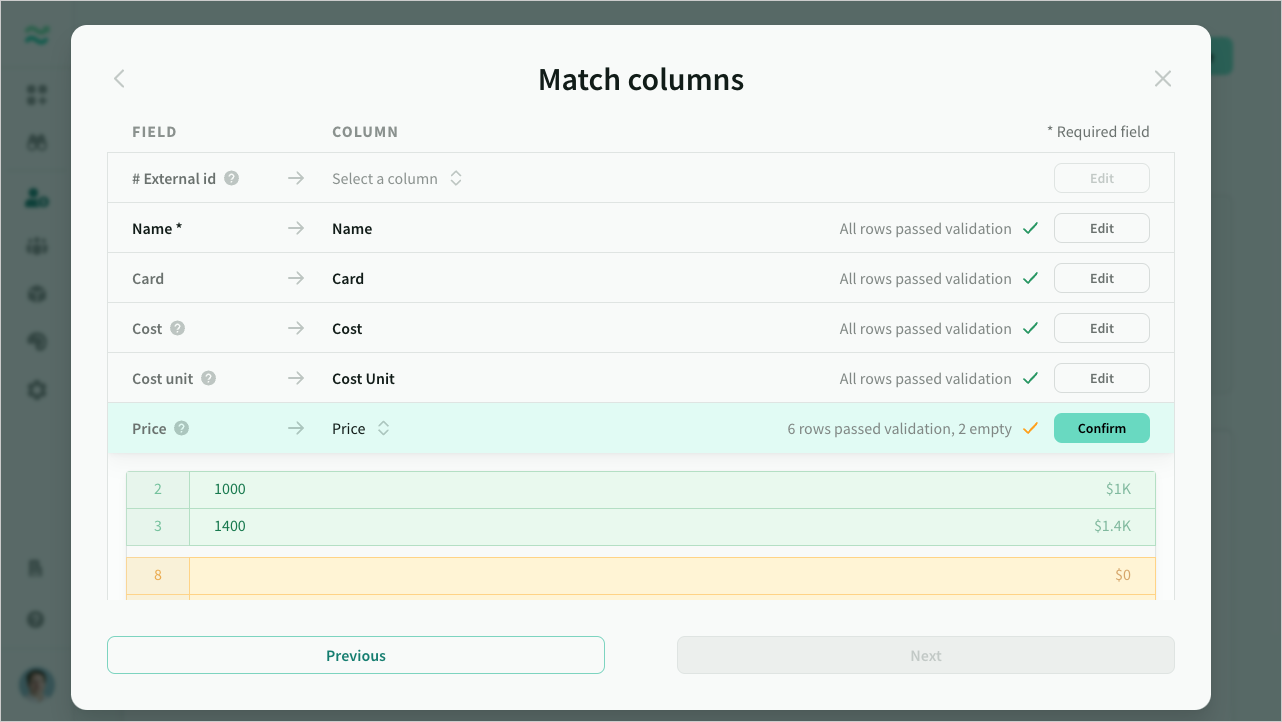 Match columns
FIELD COLUMN * Required field
# External id ? Select a column Edit
Name * Name All rows passed validation Edit
Card Card All rows passed validation Edit
Cost ? Cost All rows passed validation Edit
Cost unit ? Cost Unit All rows passed validation Edit
Price ? Price 6 rows passed validation, 2 empty Confirm
2 1000 $1K
3 1400 $1.4K
8 $0
Previous Next